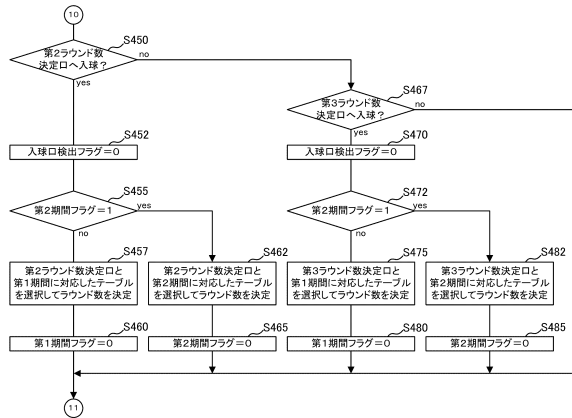 10
S450
第2ラウンド数
決定口へ入球？
no
yes
S467
第3ラウンド数
決定口へ入球？
no
yes
S452
入球口検出フラグ＝0
S470
入球口検出フラグ＝0
S455
第2期間フラグ＝1
yes
no
S472
第2期間フラグ＝1
yes
no
S457
第2ラウンド数決定口と
第1期間に対応したテーブル
を選択してラウンド数を決定
S462
第2ラウンド数決定口と
第2期間に対応したテーブル
を選択してラウンド数を決定
S475
第3ラウンド数決定口と
第1期間に対応したテーブル
を選択してラウンド数を決定
S482
第3ラウンド数決定口と
第2期間に対応したテーブル
を選択してラウンド数を決定
S460
第1期間フラグ＝0
S465
第2期間フラグ＝0
S480
第1期間フラグ＝0
S485
第2期間フラグ＝0
11